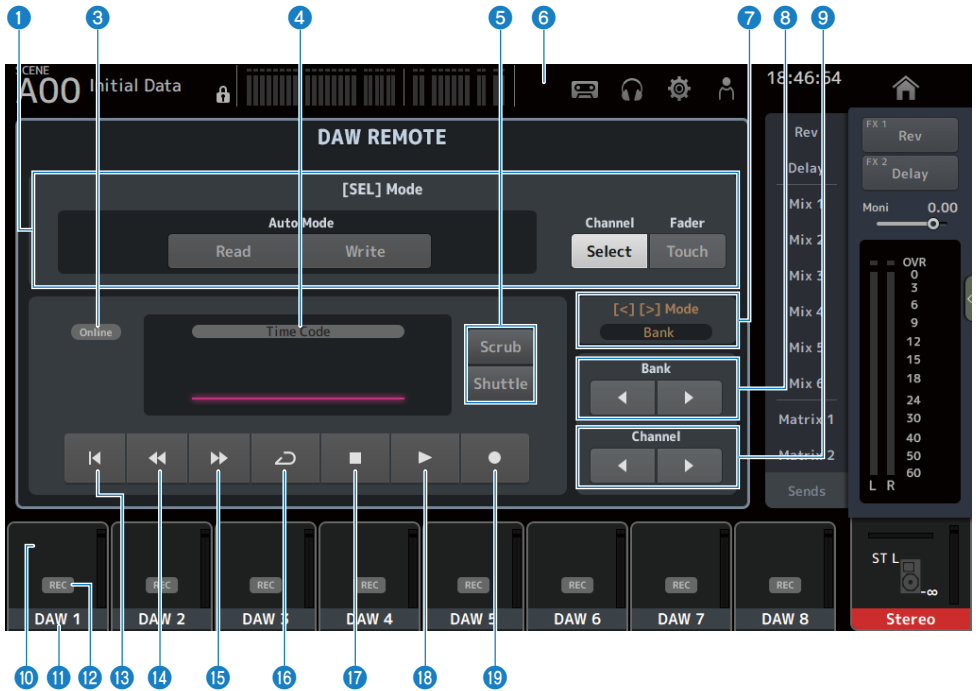 1 3 4 5 6 7 8 9
SCENE
A00 Initial Data
18:46:54
DAW REMOTE
[SEL] Mode
Auto Mode
Read Write
Channel Fader
Select Touch
Online
Time Code
Scrub
Shuttle
[<] [>] Mode
Bank
Bank
Channel
Rev
Delay
Mix 1
Mix 2
Mix 3
Mix 4
Mix 5
Mix 6
Matrix 1
Matrix 2
Sends
FX 1
Rev
FX 2
Delay
Moni 0.00
OVR
0
3
6
9
12
15
18
24
30
40
50
60
L R
REC REC REC REC REC REC REC REC
DAW 1 DAW 2 DAW 3 DAW 4 DAW 5 DAW 6 DAW 7 DAW 8
ST L
-∞
Stereo
10 11 12 13 14 15 16 17 18 19